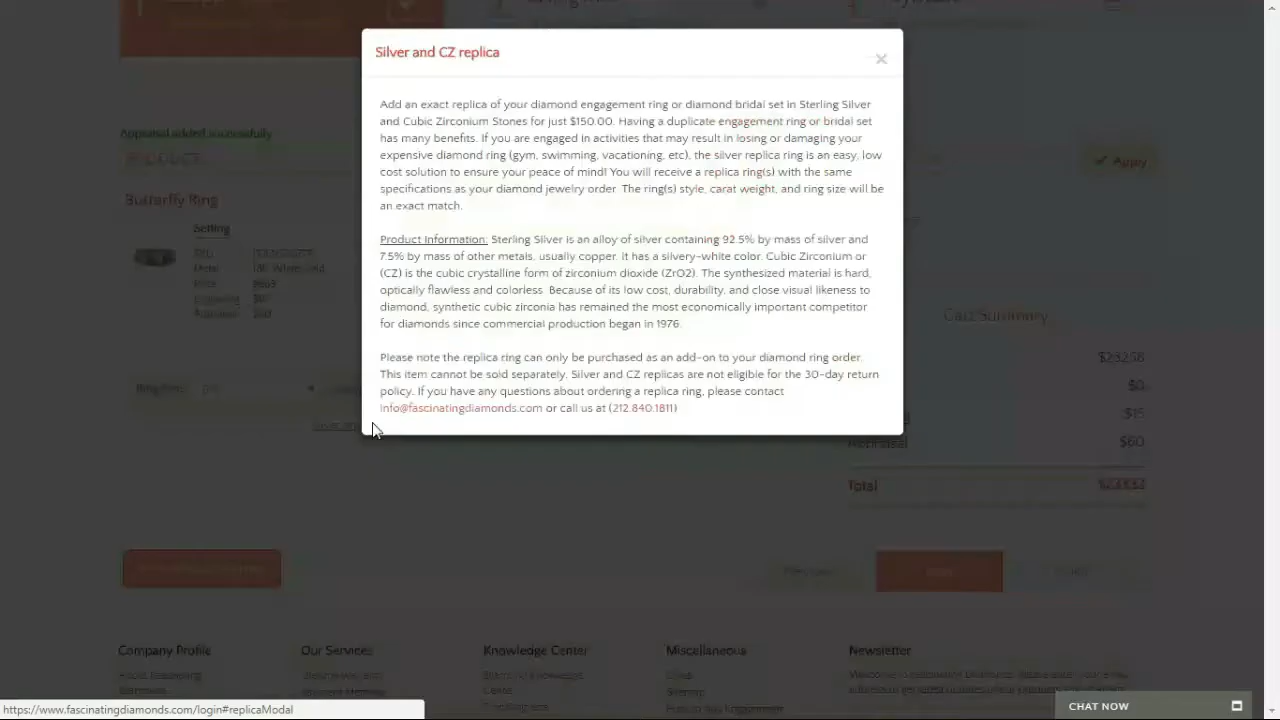 Silver and CZ replica
×
Add an exact replica of your diamond engagement ring or diamond bridal set in Sterling Silver
and Cubic Zirconium Stones for just $150.00. Having a duplicate engagement ring or bridal set
has many benefits. If you are engaged in activities that may result in losing or damaging your
expensive diamond ring (gym, swimming, vacationing, etc), the silver replica ring is an easy, low
cost solution to ensure your peace of mind! You will receive a replica ring(s) with the same
specifications as your diamond jewelry order. The ring(s) style, carat weight, and ring size will be
an exact match.
Product Information: Sterling Silver is an alloy of silver containing 92.5% by mass of silver and
7.5% by mass of other metals, usually copper. It has a silvery-white color. Cubic Zirconium or
(CZ) is the cubic crystalline form of zirconium dioxide (ZrO2). The synthesized material is hard,
optically flawless and colorless. Because of its low cost, durability, and close visual likeness to
diamond, synthetic cubic zirconia has remained the most economically important competitor
for diamonds since commercial production began in 1976.
Please note the replica ring can only be purchased as an add-on to your diamond ring order.
This item cannot be sold separately. Silver and CZ replicas are not eligible for the 30-day return
policy. If you have any questions about ordering a replica ring, please contact
info@fascinatingdiamonds.com or call us at (212.840.1811)
Appraisal added successfully
PRODUCT
Apply
Butterfly Ring
Setting
Cart Summary
$0
$15
Appraisal $60
Total
Company Profile
Our Services
Knowledge Center
Miscellaneous
Newsletter
https://www.fascinatingdiamonds.com/login#replicaModal
CHAT NOW